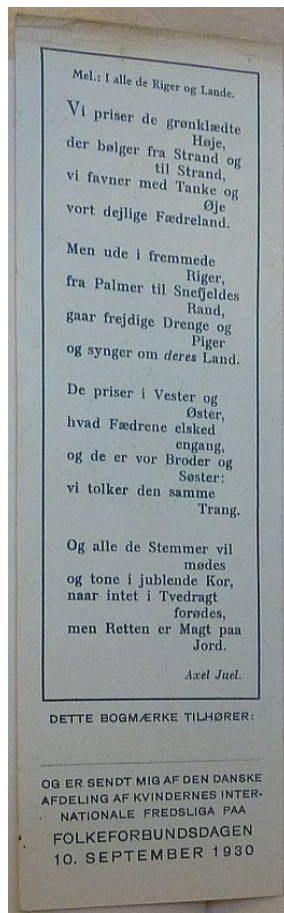 Mel.: I alle de Riger og Lande.
Vi priser de grønklædte
Høje,
der bølger fra Strand og
til Strand,
vi favner med Tanke og
Øje
vort dejlige Fædreland.
Men ude i fremmede
Riger,
fra Palmer til Snefjeldes
Rand,
gaar frejdige Drenge og
Piger
og synger om deres Land.
De priser i Vester og
Øster,
hvad Fædrene elsked
engang,
og de er vor Broder og
Søster:
vi tolker den samme
Trang.
Og alle de Stemmer vil
mødes
og tone i jublende Kor,
naar intet i Tvedragt
forødes,
men Retten er Magt paa
Jord.
Axel Juel.
DETTE BOGMÆRKE TILHØRER:
OG ER SENDT MIG AF DEN DANSKE
AFDELING AF KVINDERNES INTER-
NATIONALE FREDSLIGA PAA
FOLKEFORBUNDSDAGEN
10. SEPTEMBER 1930